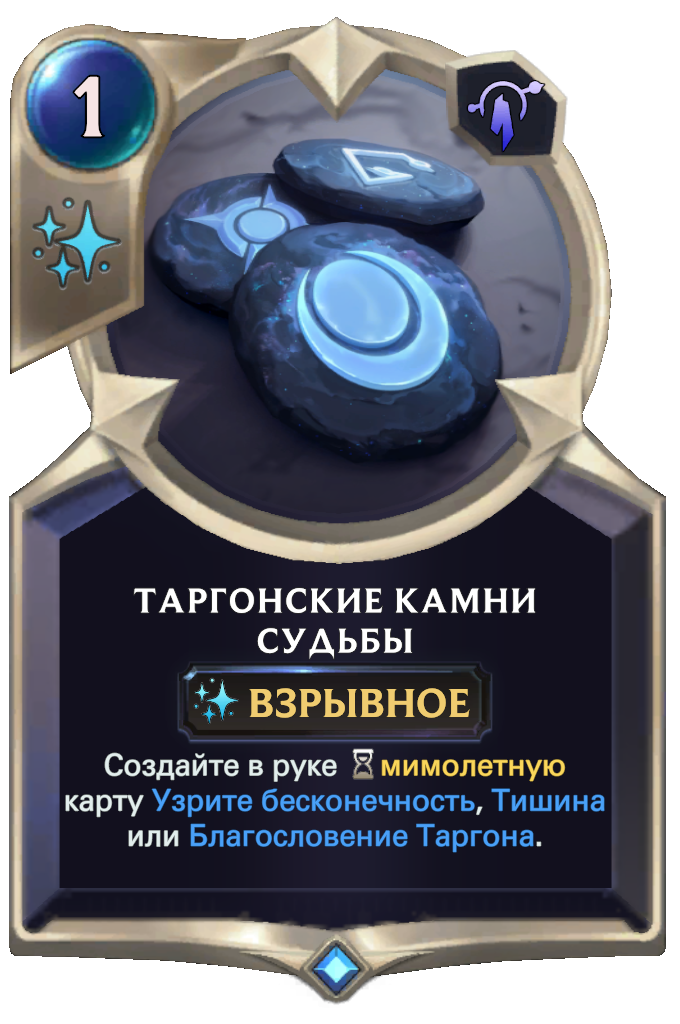 1
ТАРГОНСКИЕ КАМНИ
СУДЬБЫ
ВЗРЫВНОЕ
Создайте в руке мимолетную
карту Узрите бесконечность, Тишина
или Благословение Таргона.